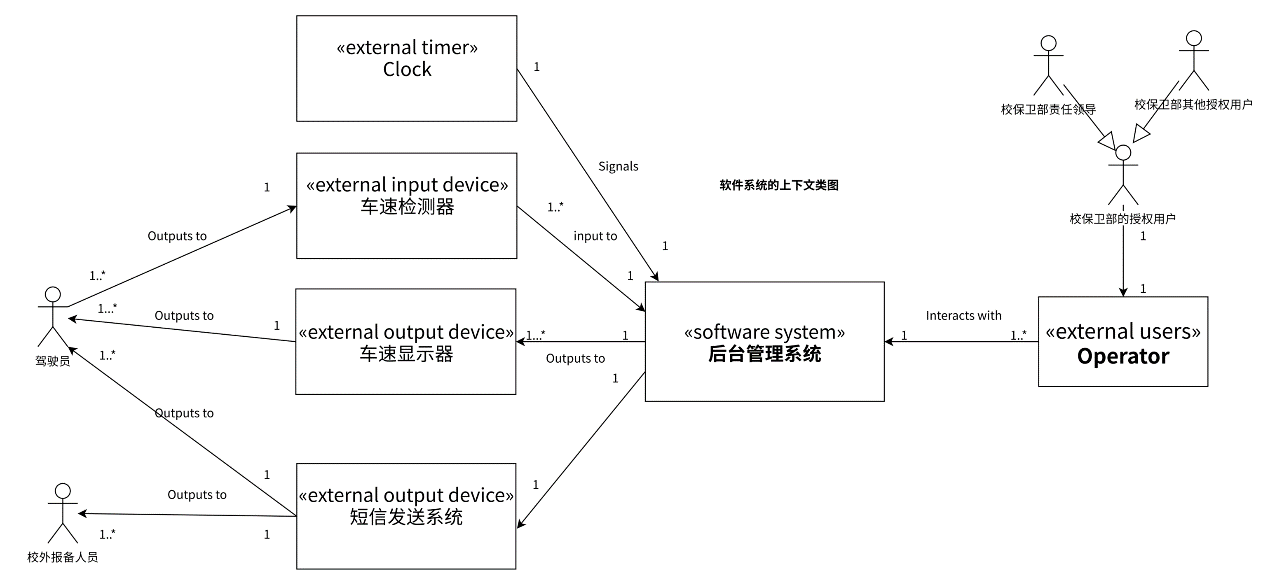 «external timer»
Clock
1
Signals
1
«external input device»
车速检测器
1
Outputs to
1..*
1..*
input to
1
软件系统的上下文类图
校保卫部责任领导
校保卫部其他授权用户
校保卫部的授权用户
1
1
驾驶员
1...*
Outputs to
1
«external output device»
车速显示器
1...*
1
Outputs to
«software system»
后台管理系统
1
Interacts with
1..*
«external users»
Operator
1..*
Outputs to
1
1
1
«external output device»
短信发送系统
Outputs to
1..*
1
校外报备人员